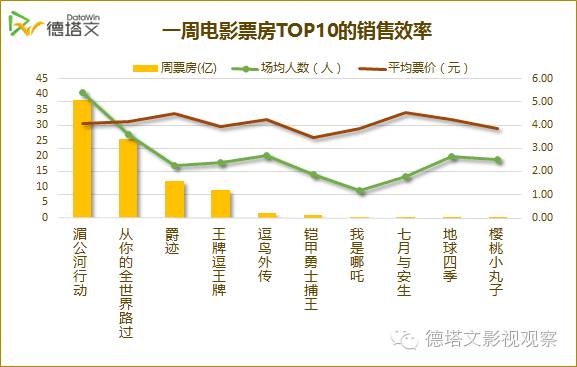 DataWin
德塔文
一周电影票房TOP10的销售效率
周票房(亿) 场均人数（人） 平均票价（元）
45 6.00
40 5.00
35
30 4.00
25 3.00
20
15 2.00
10 1.00
5
0 0.00
湄公河行动
从你的全世界路过
爵迹
王牌逗王牌
逗鸟外传
铠甲勇士捕王
我是哪吒
七月与安生
地球四季
樱桃小丸子
德塔文影视观察